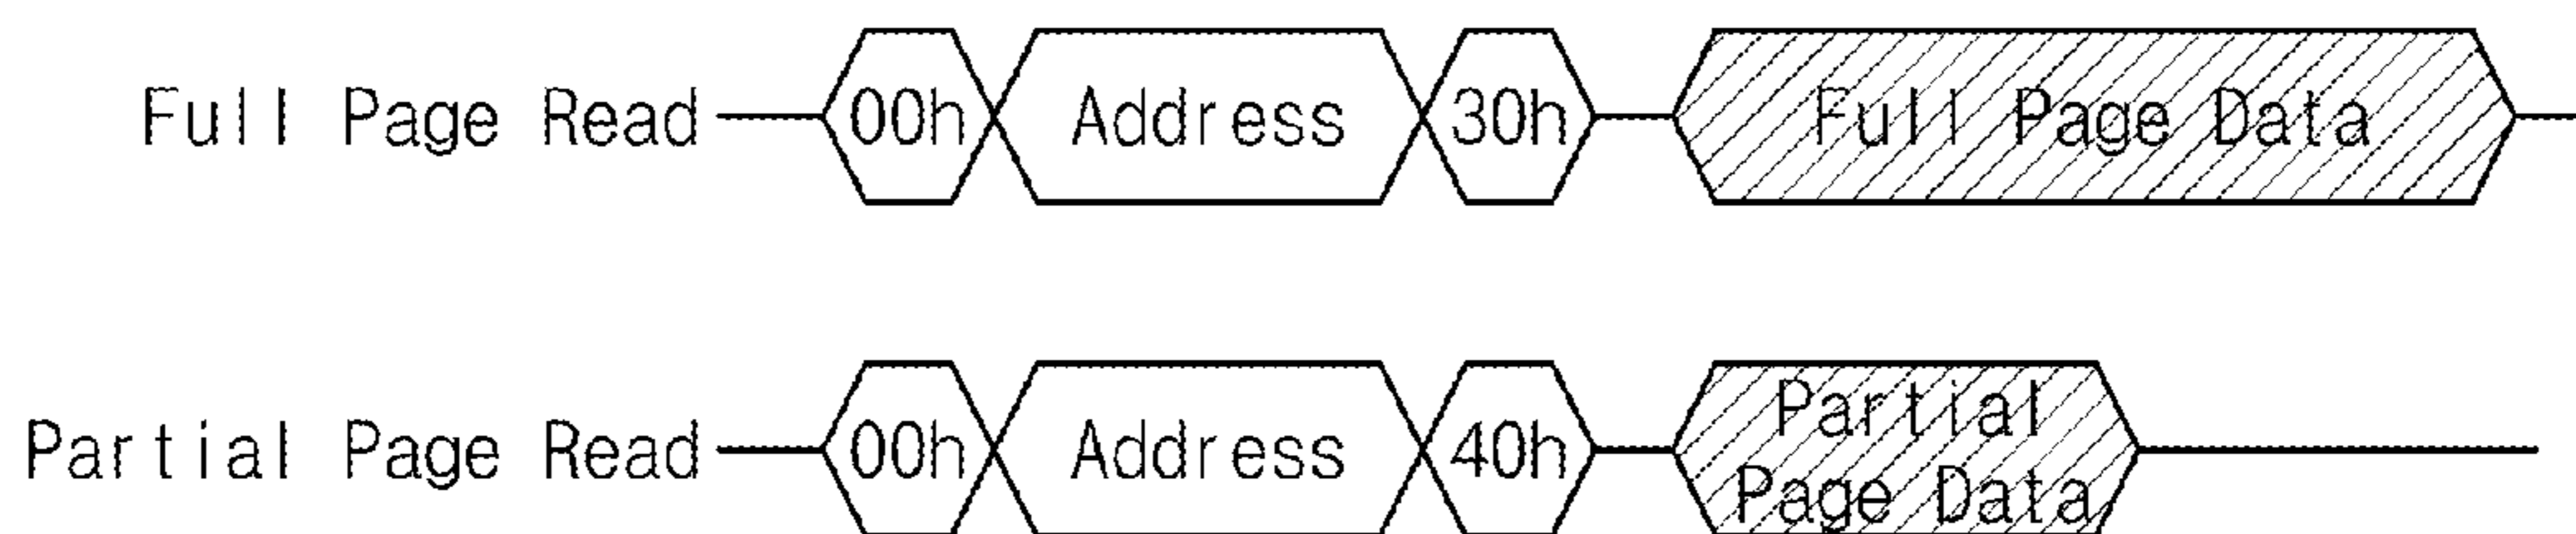 Full Page Read 00h Address 30h Full Page Data
Partial Page Read 00h Address 40h Partial
Page Data